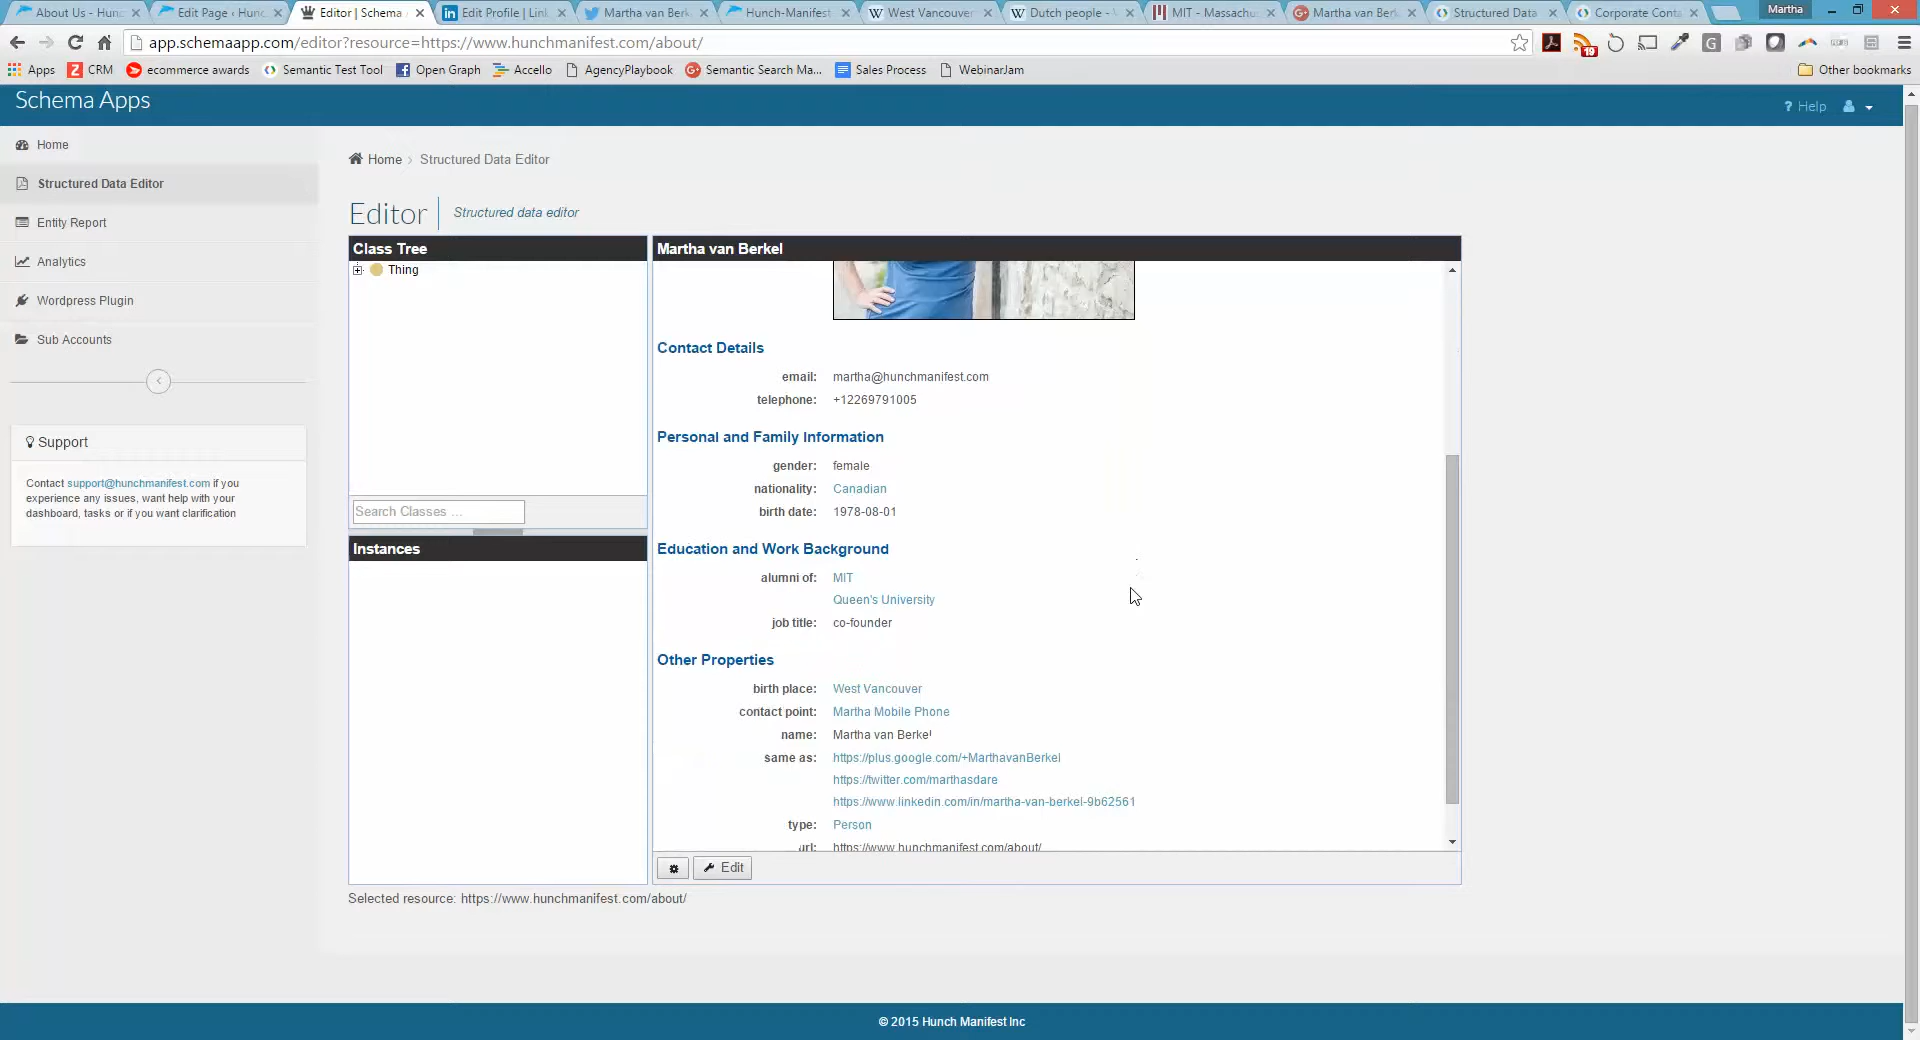 About Us - Hunc
Edit Page ‹ Hunc
Editor | Schema
Edit Profile | Link
Martha van Berk
Hunch-Manifest
West Vancouver
Dutch people -
MIT - Massachus
Martha van Berk
Structured Data
Corporate Conta
Martha
app.schemaapp.com/editor?resource=https://www.hunchmanifest.com/about/
19
Apps
CRM
ecommerce awards
Semantic Test Tool
Open Graph
Accello
AgencyPlaybook
Semantic Search Ma...
Sales Process
WebinarJam
Other bookmarks
Schema Apps
? Help
Home
Structured Data Editor
Entity Report
Analytics
Wordpress Plugin
Sub Accounts
Support
Contact support@hunchmanifest.com if you
experience any issues, want help with your
dashboard, tasks or if you want clarification
Home › Structured Data Editor
Editor
Structured data editor
Class Tree
Thing
Search Classes ...
Instances
Martha van Berkel
Contact Details
email: martha@hunchmanifest.com
telephone: +12269791005
Personal and Family Information
gender: female
nationality: Canadian
birth date: 1978-08-01
Education and Work Background
alumni of: MIT
Queen's University
job title: co-founder
Other Properties
birth place: West Vancouver
contact point: Martha Mobile Phone
name: Martha van Berkel
same as: https://plus.google.com/+MarthavanBerkel
https://twitter.com/marthasdare
https://www.linkedin.com/in/martha-van-berkel-9b62561
type: Person
url: https://www.hunchmanifest.com/about/
Edit
Selected resource: https://www.hunchmanifest.com/about/
© 2015 Hunch Manifest Inc